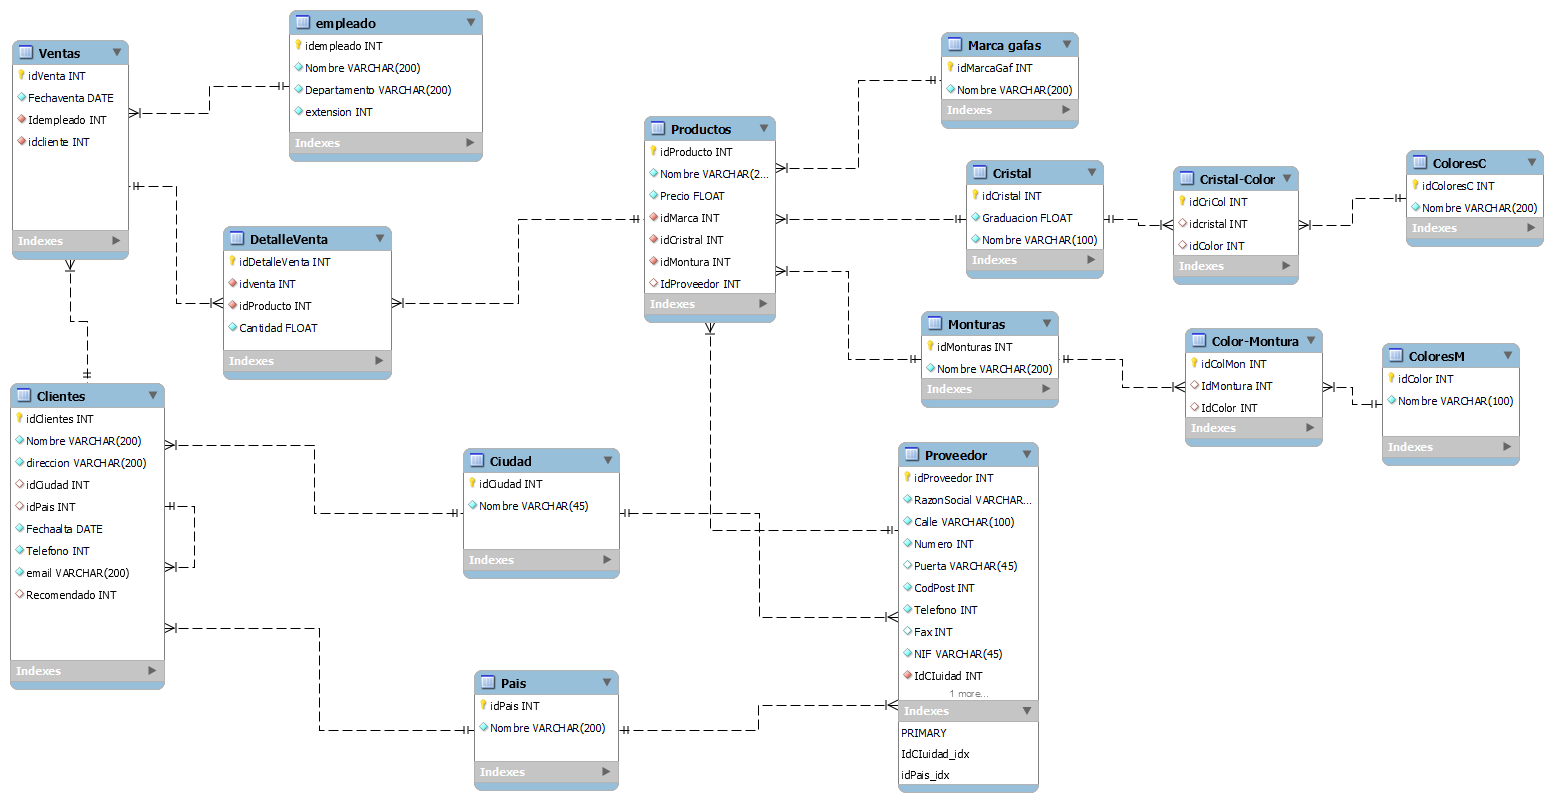 Ventas
idVenta INT
Fechaventa DATE
Idempleado INT
idcliente INT
Indexes
empleado
idempleado INT
Nombre VARCHAR(200)
Departamento VARCHAR(200)
extension INT
Indexes
DetalleVenta
idDetalleVenta INT
idventa INT
idProducto INT
Cantidad FLOAT
Indexes
Productos
idProducto INT
Nombre VARCHAR(2...
Precio FLOAT
idMarca INT
idCristral INT
idMontura INT
IdProveedor INT
Indexes
Marca gafas
idMarcaGaf INT
Nombre VARCHAR(200)
Indexes
Cristal
idCristal INT
Graduacion FLOAT
Nombre VARCHAR(100)
Indexes
Cristal-Color
idCriCol INT
idcristal INT
idColor INT
Indexes
ColoresC
idColoresC INT
Nombre VARCHAR(200)
Indexes
Monturas
idMonturas INT
Nombre VARCHAR(200)
Indexes
Color-Montura
idColMon INT
IdMontura INT
IdColor INT
Indexes
ColoresM
idColor INT
Nombre VARCHAR(100)
Indexes
Clientes
idClientes INT
Nombre VARCHAR(200)
direccion VARCHAR(200)
idCiudad INT
idPais INT
Fechaalta DATE
Telefono INT
email VARCHAR(200)
Recomendado INT
Indexes
Ciudad
idCiudad INT
Nombre VARCHAR(45)
Indexes
Pais
idPais INT
Nombre VARCHAR(200)
Indexes
Proveedor
idProveedor INT
RazonSocial VARCHAR...
Calle VARCHAR(100)
Numero INT
Puerta VARCHAR(45)
CodPost INT
Telefono INT
Fax INT
NIF VARCHAR(45)
IdCIuidad INT
1 more...
Indexes
PRIMARY
IdCIuidad_idx
idPais_idx